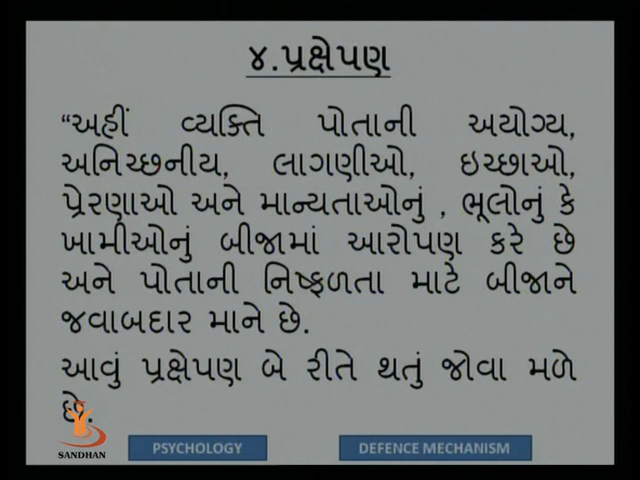 ૪.પ્રક્ષેપણ
“અહીં વ્યક્તિ પોતાની અયોગ્ય,
અનિચ્છનીય, લાગણીઓ, ઇચ્છાઓ,
પ્રેરણાઓ અને માન્યતાઓનું , ભૂલોનું કે
ખામીઓનું બીજામાં આરોપણ કરે છે
અને પોતાની નિષ્ફળતા માટે બીજાને
જવાબદાર માને છે.
આવું પ્રક્ષેપણ બે રીતે થતું જોવા મળે
છે.
SANDHAN
PSYCHOLOGY
DEFENCE MECHANISM